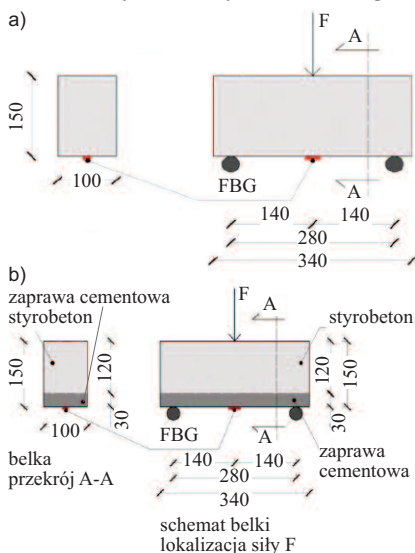 a)
F
A
150
100
FBG
A
140
140
280
340
b)
zaprawa cementowa
styrobeton
F
A
styrobeton
150
120
30
120
150
30
100
FBG
A
zaprawa
cementowa
belka
przekrój A-A
140
140
280
340
schemat belki
lokalizacja siły F